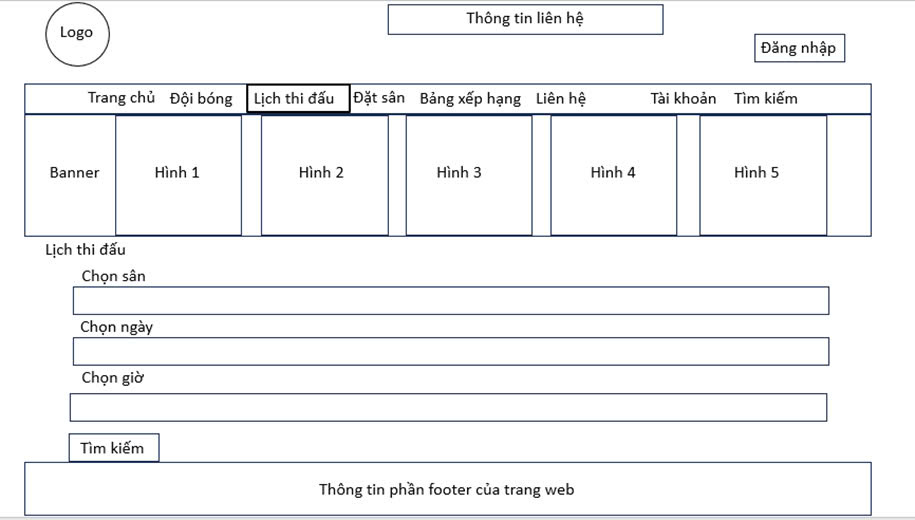 Logo
Thông tin liên hệ
Đăng nhập
Trang chủ Đội bóng Lịch thi đấu Đặt sân Bảng xếp hạng Liên hệ Tài khoản Tìm kiếm
Banner Hình 1 Hình 2 Hình 3 Hình 4 Hình 5
Lịch thi đấu
Chọn sân
Chọn ngày
Chọn giờ
Tìm kiếm
Thông tin phần footer của trang web